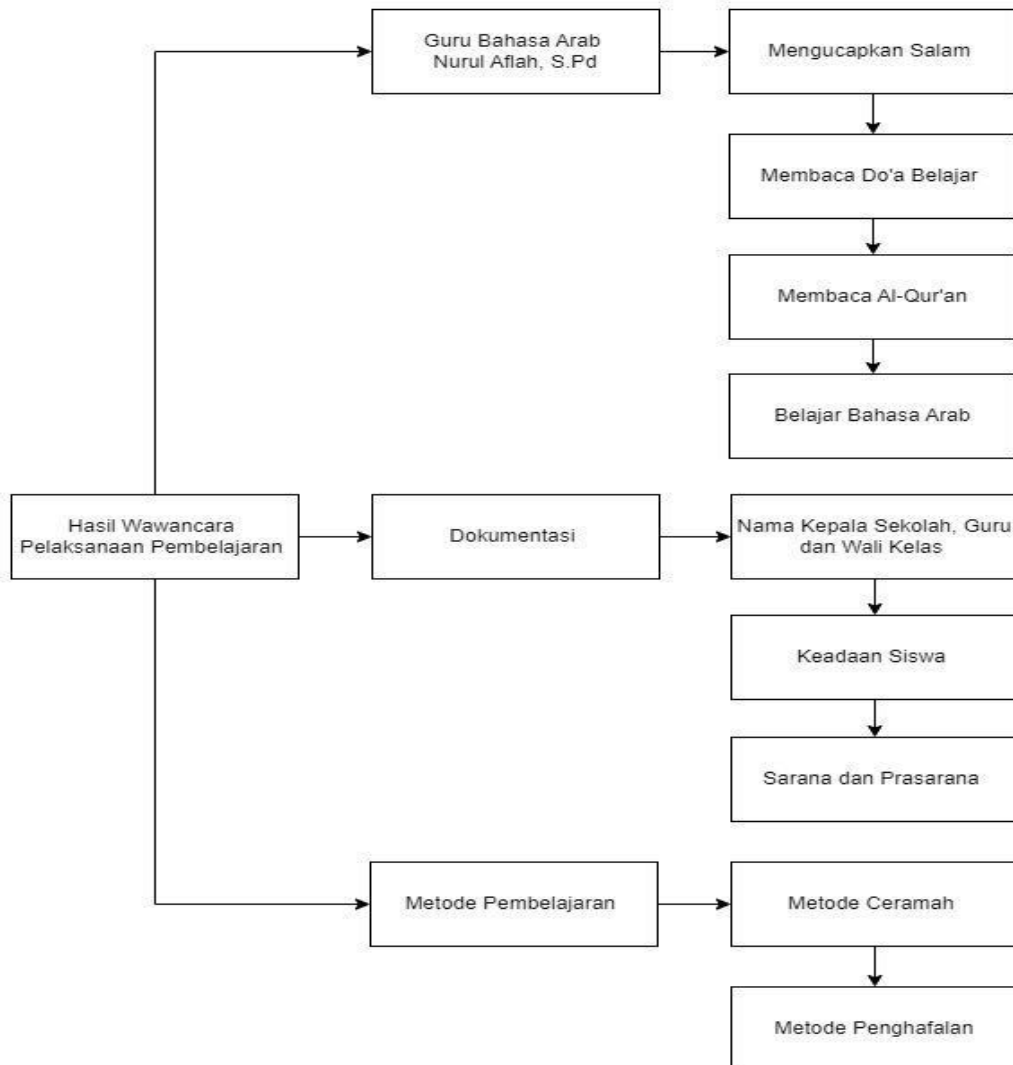 Guru Bahasa Arab
Nurul Aflah, S.Pd
Mengucapkan Salam
Membaca Do'a Belajar
Membaca Al-Qur'an
Belajar Bahasa Arab
Hasil Wawancara
Pelaksanaan Pembelajaran
Dokumentasi
Nama Kepala Sekolah, Guru
dan Wali Kelas
Keadaan Siswa
Sarana dan Prasarana
Metode Pembelajaran
Metode Ceramah
Metode Penghafalan